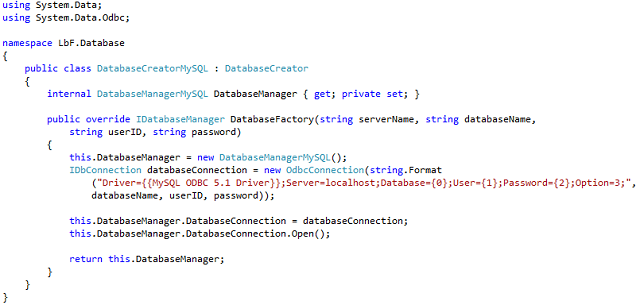 using System.Data;
using System.Data.Odbc;

namespace LbF.Database
{
    public class DatabaseCreatorMySQL : DatabaseCreator
    {
        internal DatabaseManagerMySQL DatabaseManager { get; private set; }

        public override IDatabaseManager DatabaseFactory(string serverName, string databaseName,
            string userID, string password)
        {
            this.DatabaseManager = new DatabaseManagerMySQL();
            IDbConnection databaseConnection = new OdbcConnection(string.Format
                ("Driver={{MySQL ODBC 5.1 Driver}};Server=localhost;Database={0};User={1};Password={2};Option=3;",
                databaseName, userID, password));

            this.DatabaseManager.DatabaseConnection = databaseConnection;
            this.DatabaseManager.DatabaseConnection.Open();

            return this.DatabaseManager;
        }
    }
}